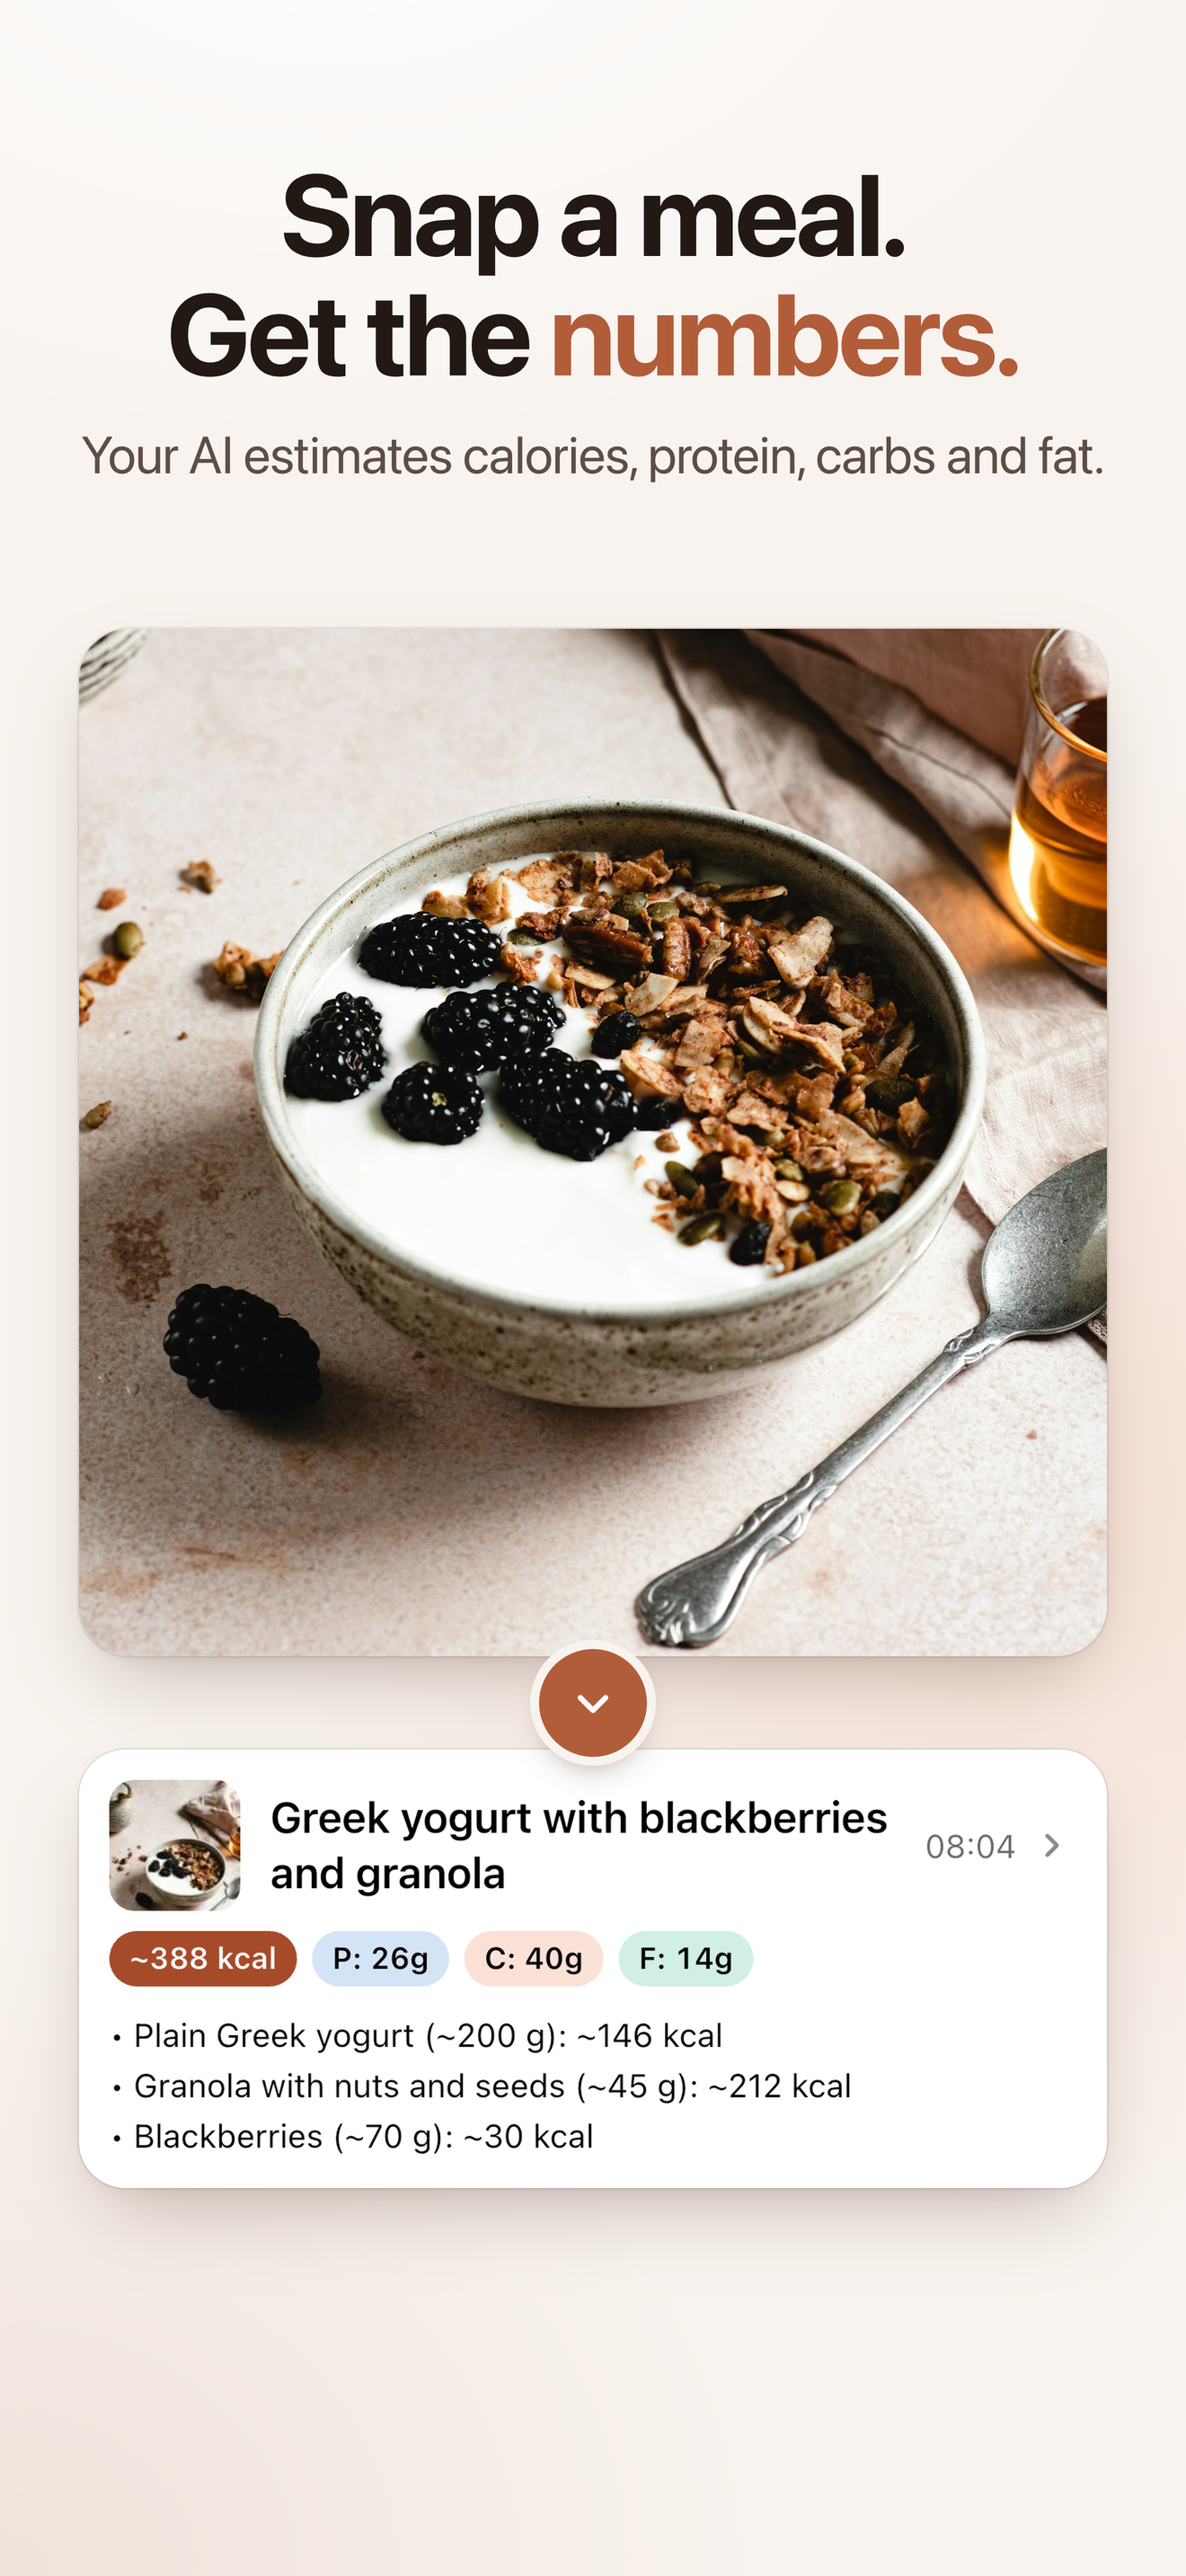 Snap a meal.
Get the numbers.
Your AI estimates calories, protein, carbs and fat.
Greek yogurt with blackberries
and granola
08:04
~388 kcal
P: 26g
C: 40g
F: 14g
• Plain Greek yogurt (~200 g): ~146 kcal
• Granola with nuts and seeds (~45 g): ~212 kcal
• Blackberries (~70 g): ~30 kcal